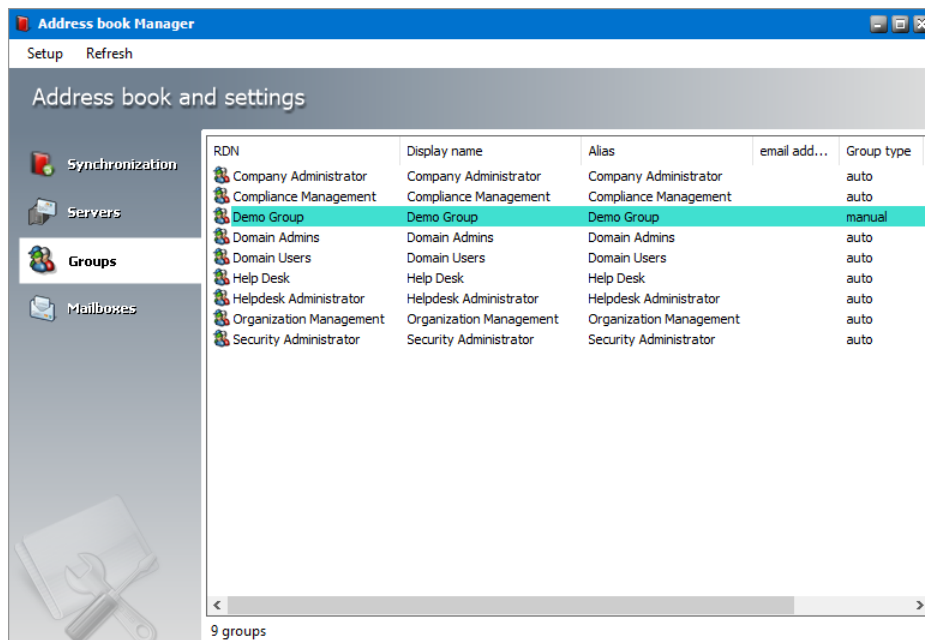 Address book Manager
Setup Refresh
Address book and settings
Synchronization
Servers
Groups
Mailboxes
RDN Display name Alias email add... Group type
Company Administrator Company Administrator Company Administrator auto
Compliance Management Compliance Management Compliance Management auto
Demo Group Demo Group Demo Group manual
Domain Admins Domain Admins Domain Admins auto
Domain Users Domain Users Domain Users auto
Help Desk Help Desk Help Desk auto
Helpdesk Administrator Helpdesk Administrator Helpdesk Administrator auto
Organization Management Organization Management Organization Management auto
Security Administrator Security Administrator Security Administrator auto
9 groups